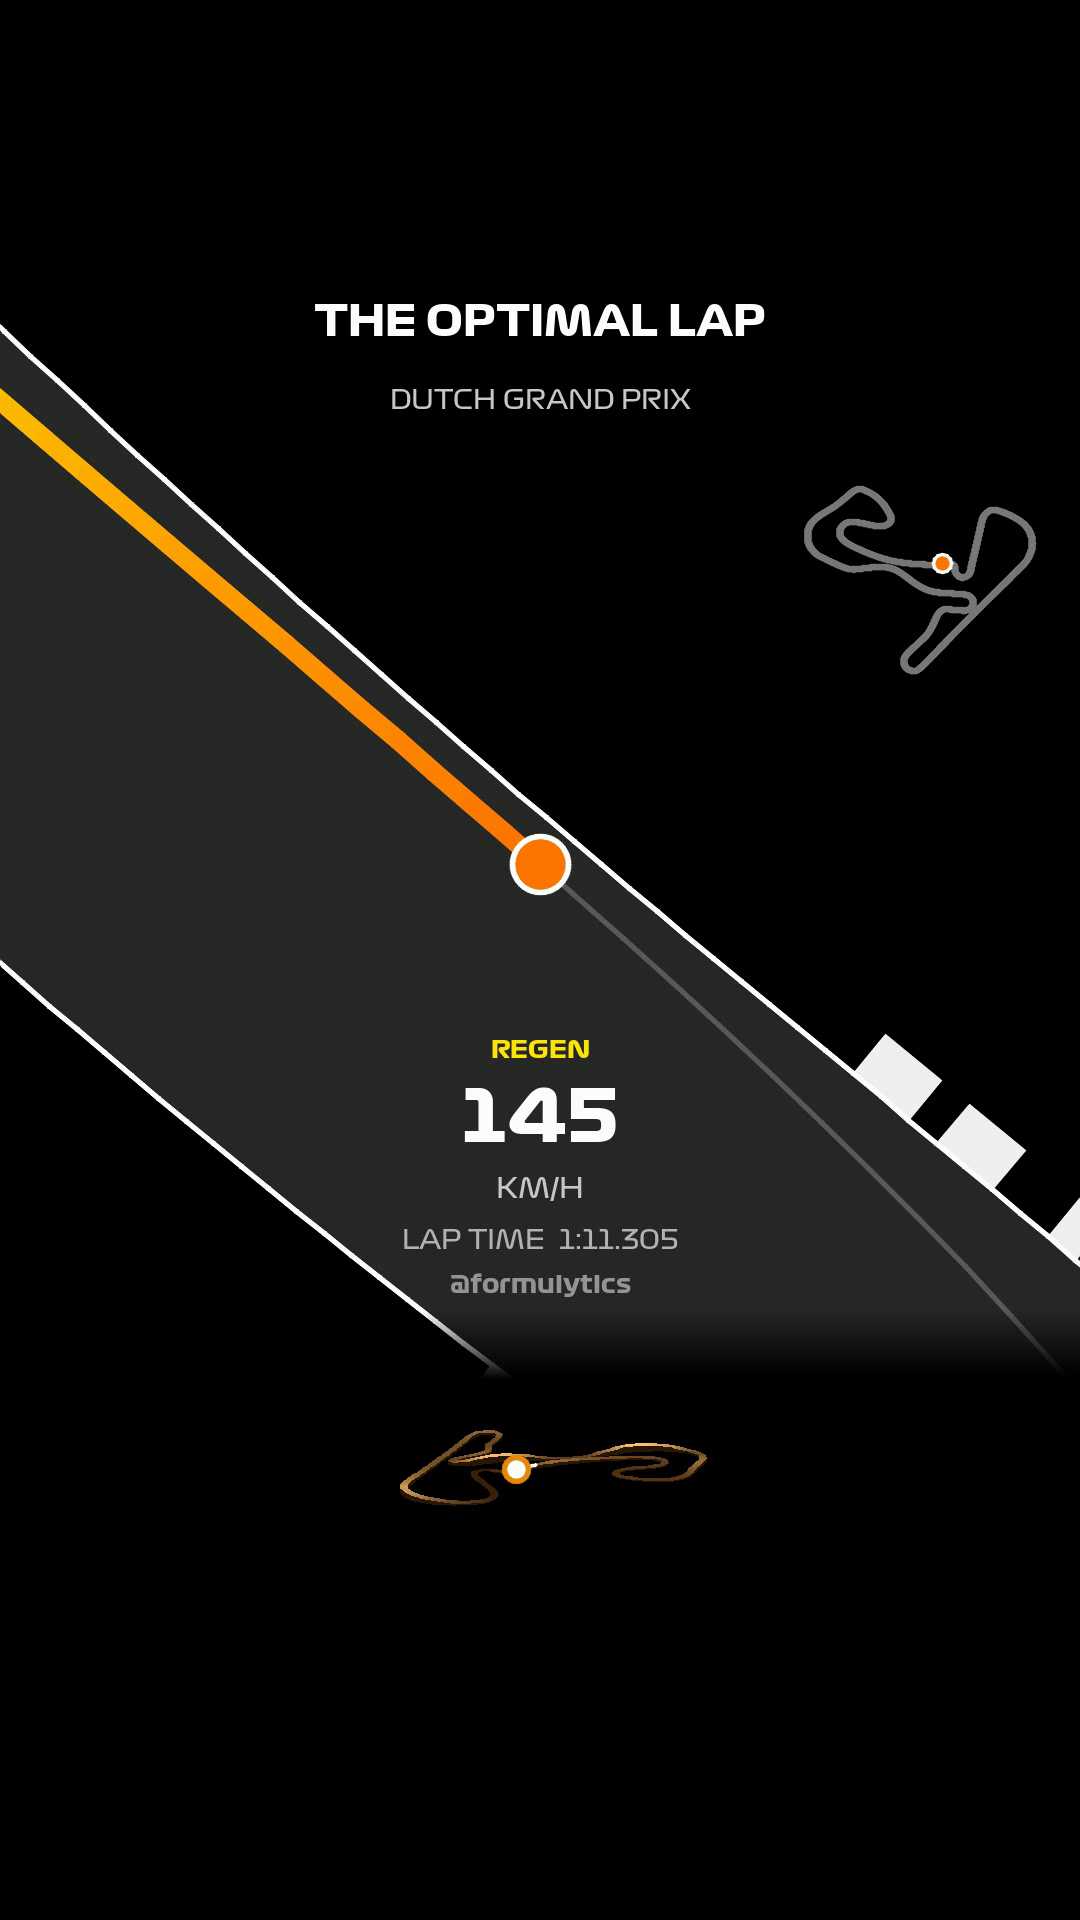 THE OPTIMAL LAP
DUTCH GRAND PRIX
REGEN
145
KM/H
LAP TIME 1:11.305
@formulytics